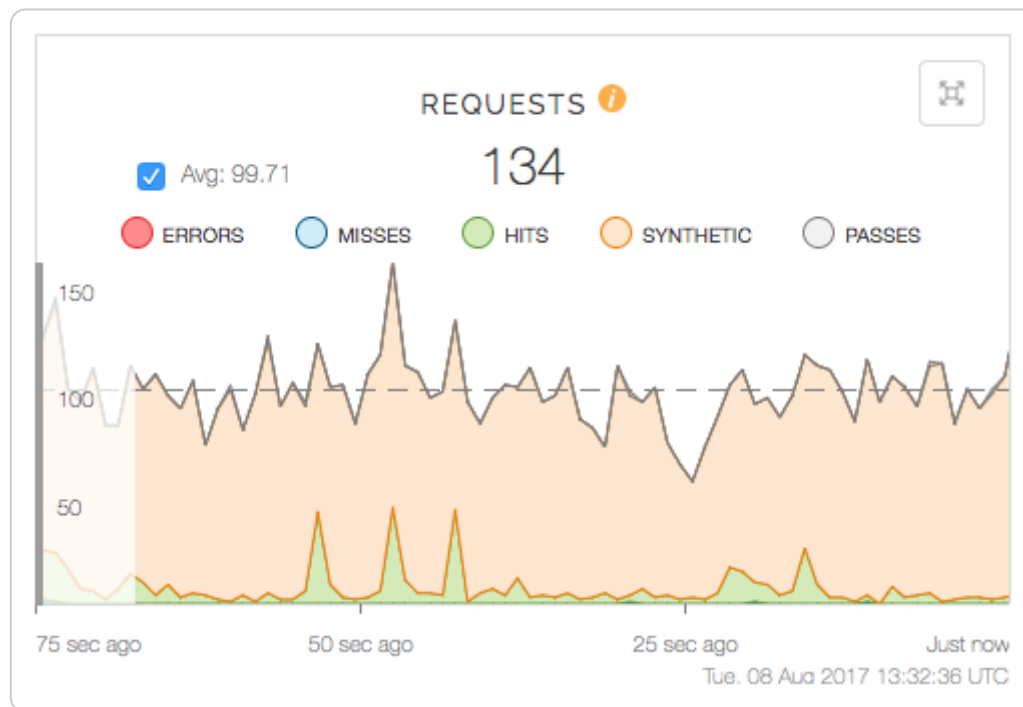 REQUESTS i
134
Avg: 99.71
ERRORS MISSES HITS SYNTHETIC PASSES
150
100
50
75 sec ago 50 sec ago 25 sec ago Just now
Tue. 08 Aug 2017 13:32:36 UTC